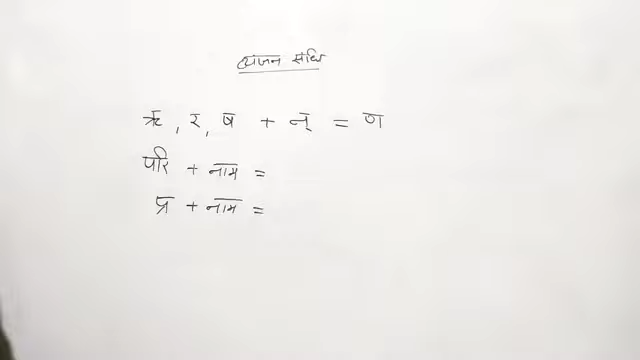 व्यंजन संधि
ऋ, र, ष + न् = ण
परि + नाम =
प्र + नाम =